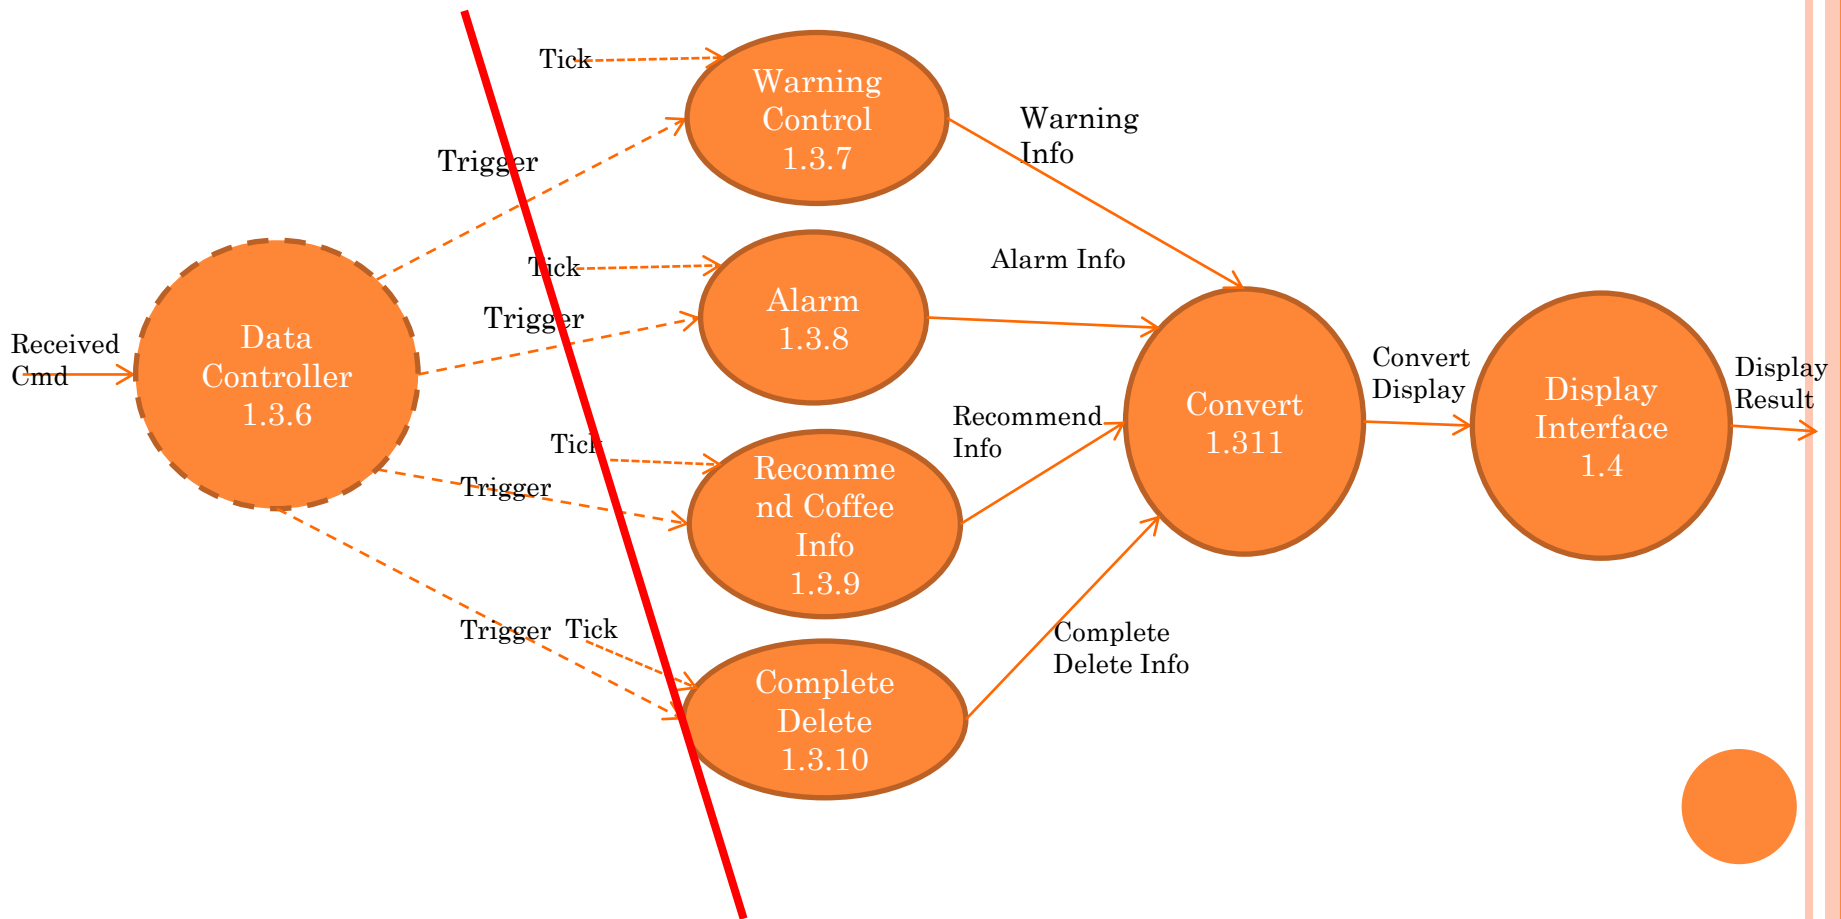 Tick
Warning
Control
1.3.7
Warning
Info
Trigger
Tick
Alarm
1.3.8
Alarm Info
Trigger
Received
Cmd
Data
Controller
1.3.6
Tick
Trigger
Recomme
nd Coffee
Info
1.3.9
Recommend
Info
Convert
1.311
Convert
Display
Display
Interface
1.4
Display
Result
Trigger
Tick
Complete
Delete
1.3.10
Complete
Delete Info